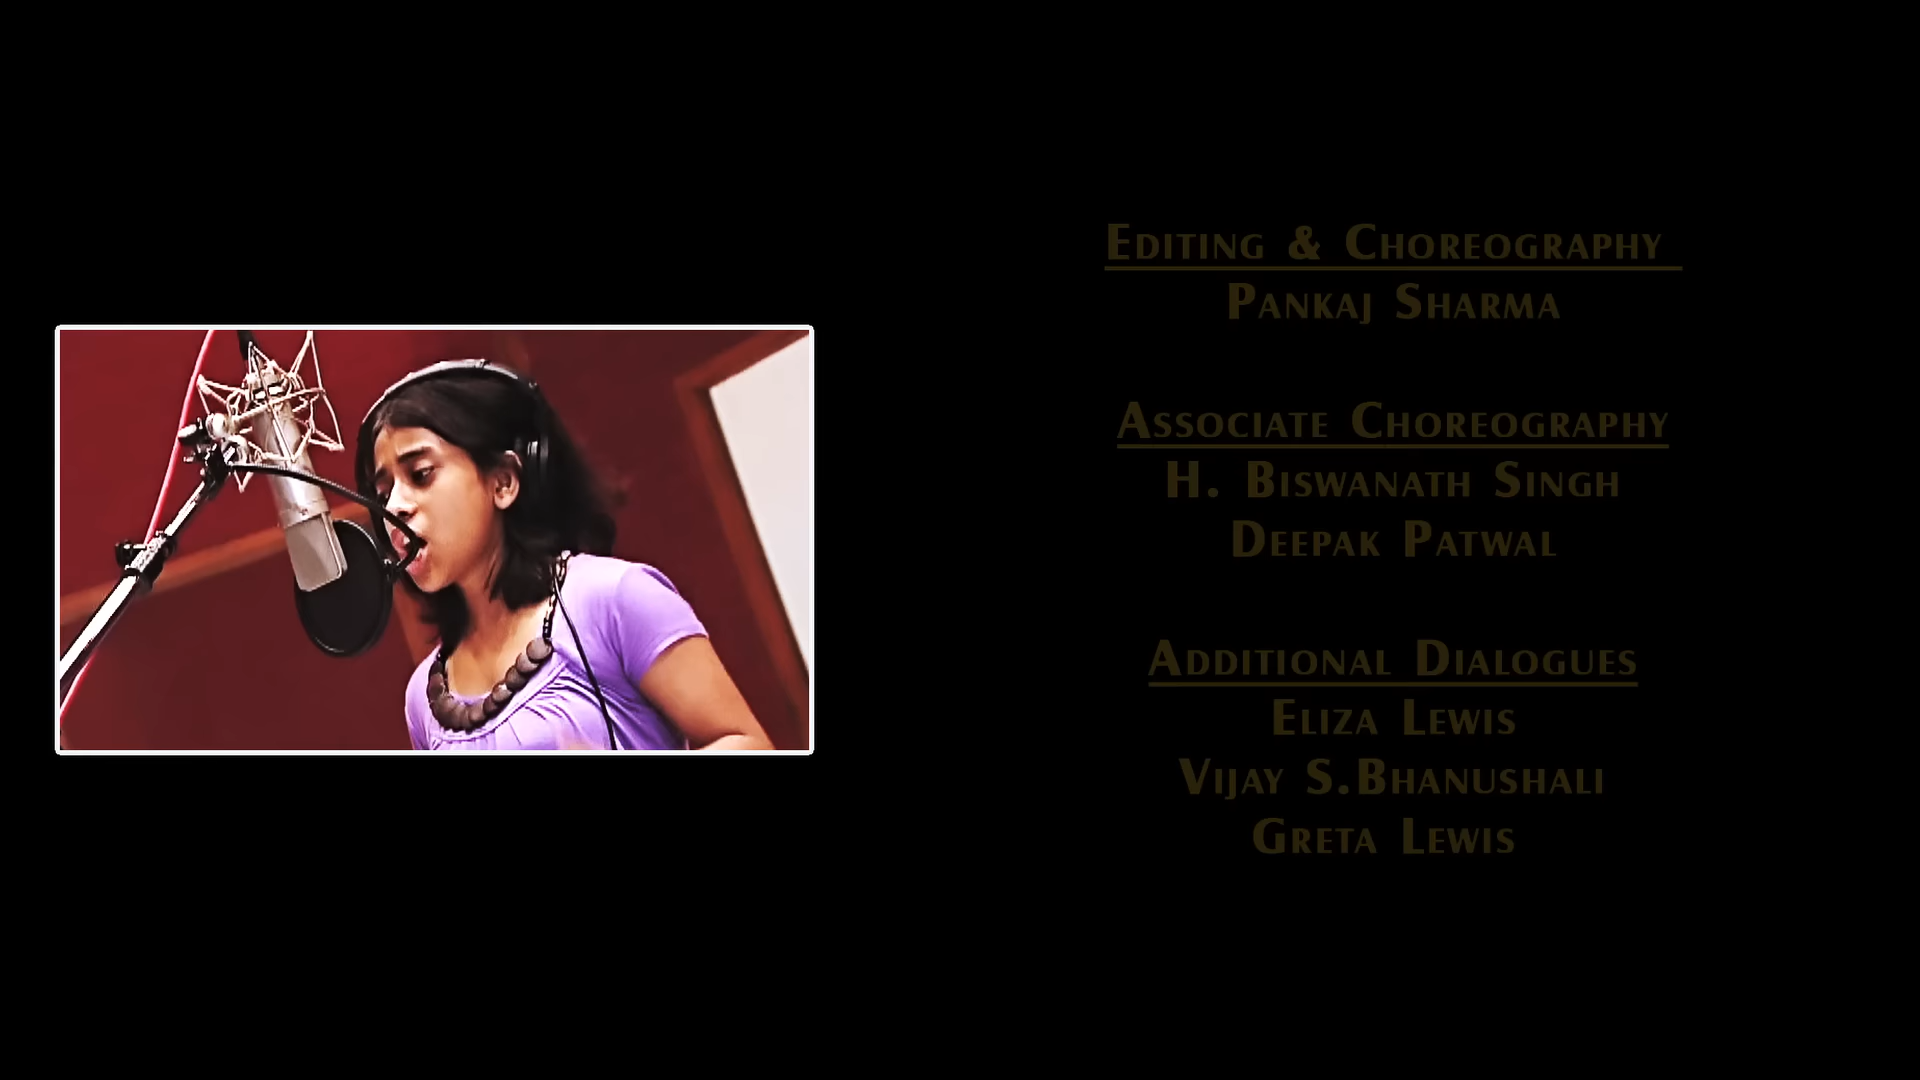 Editing & Choreography
Pankaj Sharma
Associate Choreography
H. Biswanath Singh
Deepak Patwal
Additional Dialogues
Eliza Lewis
Vijay S.Bhanushali
Greta Lewis